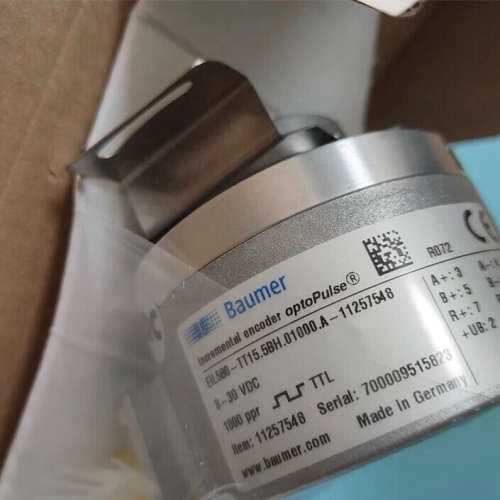 Baumer
Incremental encoder optoPulse®
EIL580-TT15.5BH.01000.A-11257548
8-30 VDC
1000 ppr TTL
Item: 11257548 Serial: 700009515823
www.baumer.com Made in Germany
R072
CE
A+: 3 A-:
B+: 5 B-
R+: 7
+UB: 2